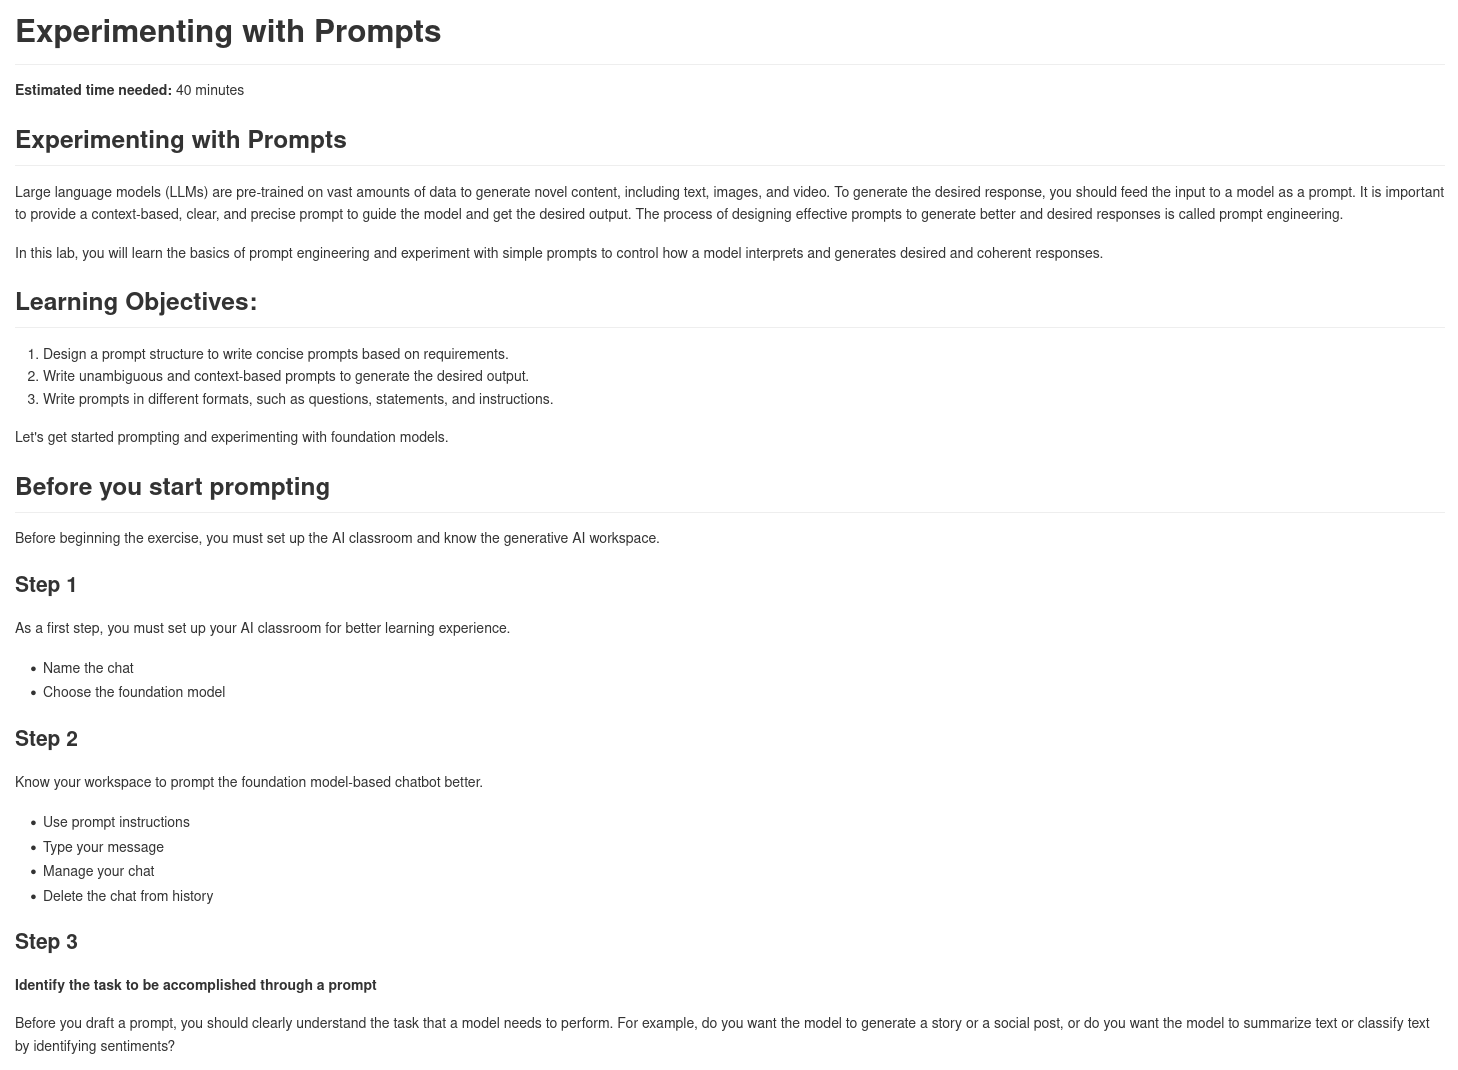 Experimenting with Prompts
Estimated time needed: 40 minutes
Experimenting with Prompts
Large language models (LLMs) are pre-trained on vast amounts of data to generate novel content, including text, images, and video. To generate the desired response, you should feed the input to a model as a prompt. It is important
to provide a context-based, clear, and precise prompt to guide the model and get the desired output. The process of designing effective prompts to generate better and desired responses is called prompt engineering.
In this lab, you will learn the basics of prompt engineering and experiment with simple prompts to control how a model interprets and generates desired and coherent responses.
Learning Objectives:
1. Design a prompt structure to write concise prompts based on requirements.
2. Write unambiguous and context-based prompts to generate the desired output.
3. Write prompts in different formats, such as questions, statements, and instructions.
Let's get started prompting and experimenting with foundation models.
Before you start prompting
Before beginning the exercise, you must set up the AI classroom and know the generative AI workspace.
Step 1
As a first step, you must set up your AI classroom for better learning experience.
• Name the chat
• Choose the foundation model
Step 2
Know your workspace to prompt the foundation model-based chatbot better.
• Use prompt instructions
• Type your message
• Manage your chat
• Delete the chat from history
Step 3
Identify the task to be accomplished through a prompt
Before you draft a prompt, you should clearly understand the task that a model needs to perform. For example, do you want the model to generate a story or a social post, or do you want the model to summarize text or classify text
by identifying sentiments?